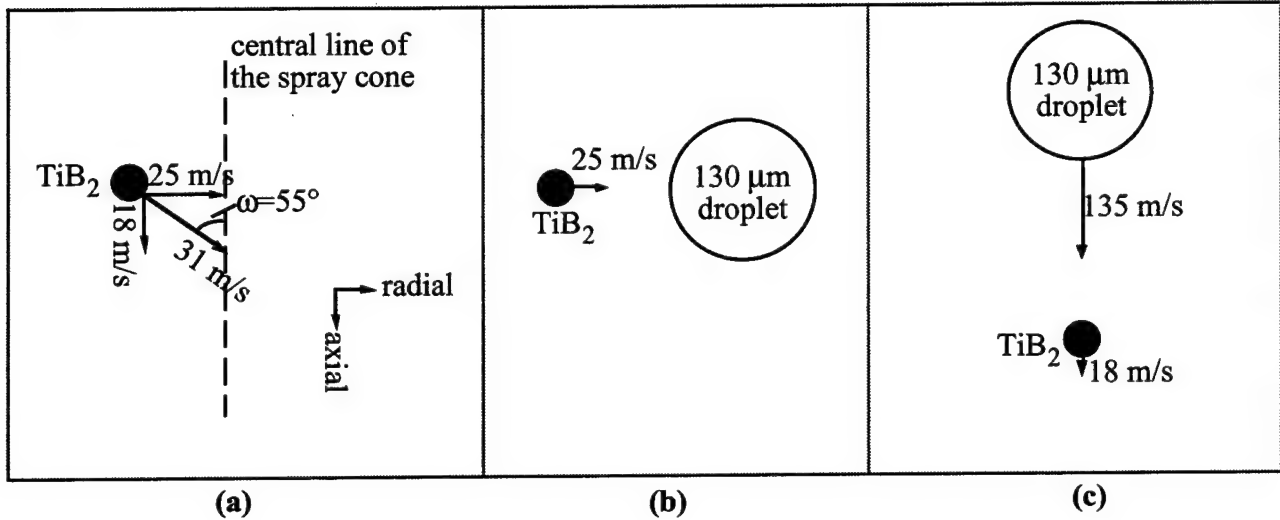 central line of
the spray cone
TiB₂
25 m/s
ω=55°
18 m/s
31 m/s
radial
axial
(a)
25 m/s
TiB₂
130 μm
droplet
(b)
130 μm
droplet
135 m/s
TiB₂
18 m/s
(c)